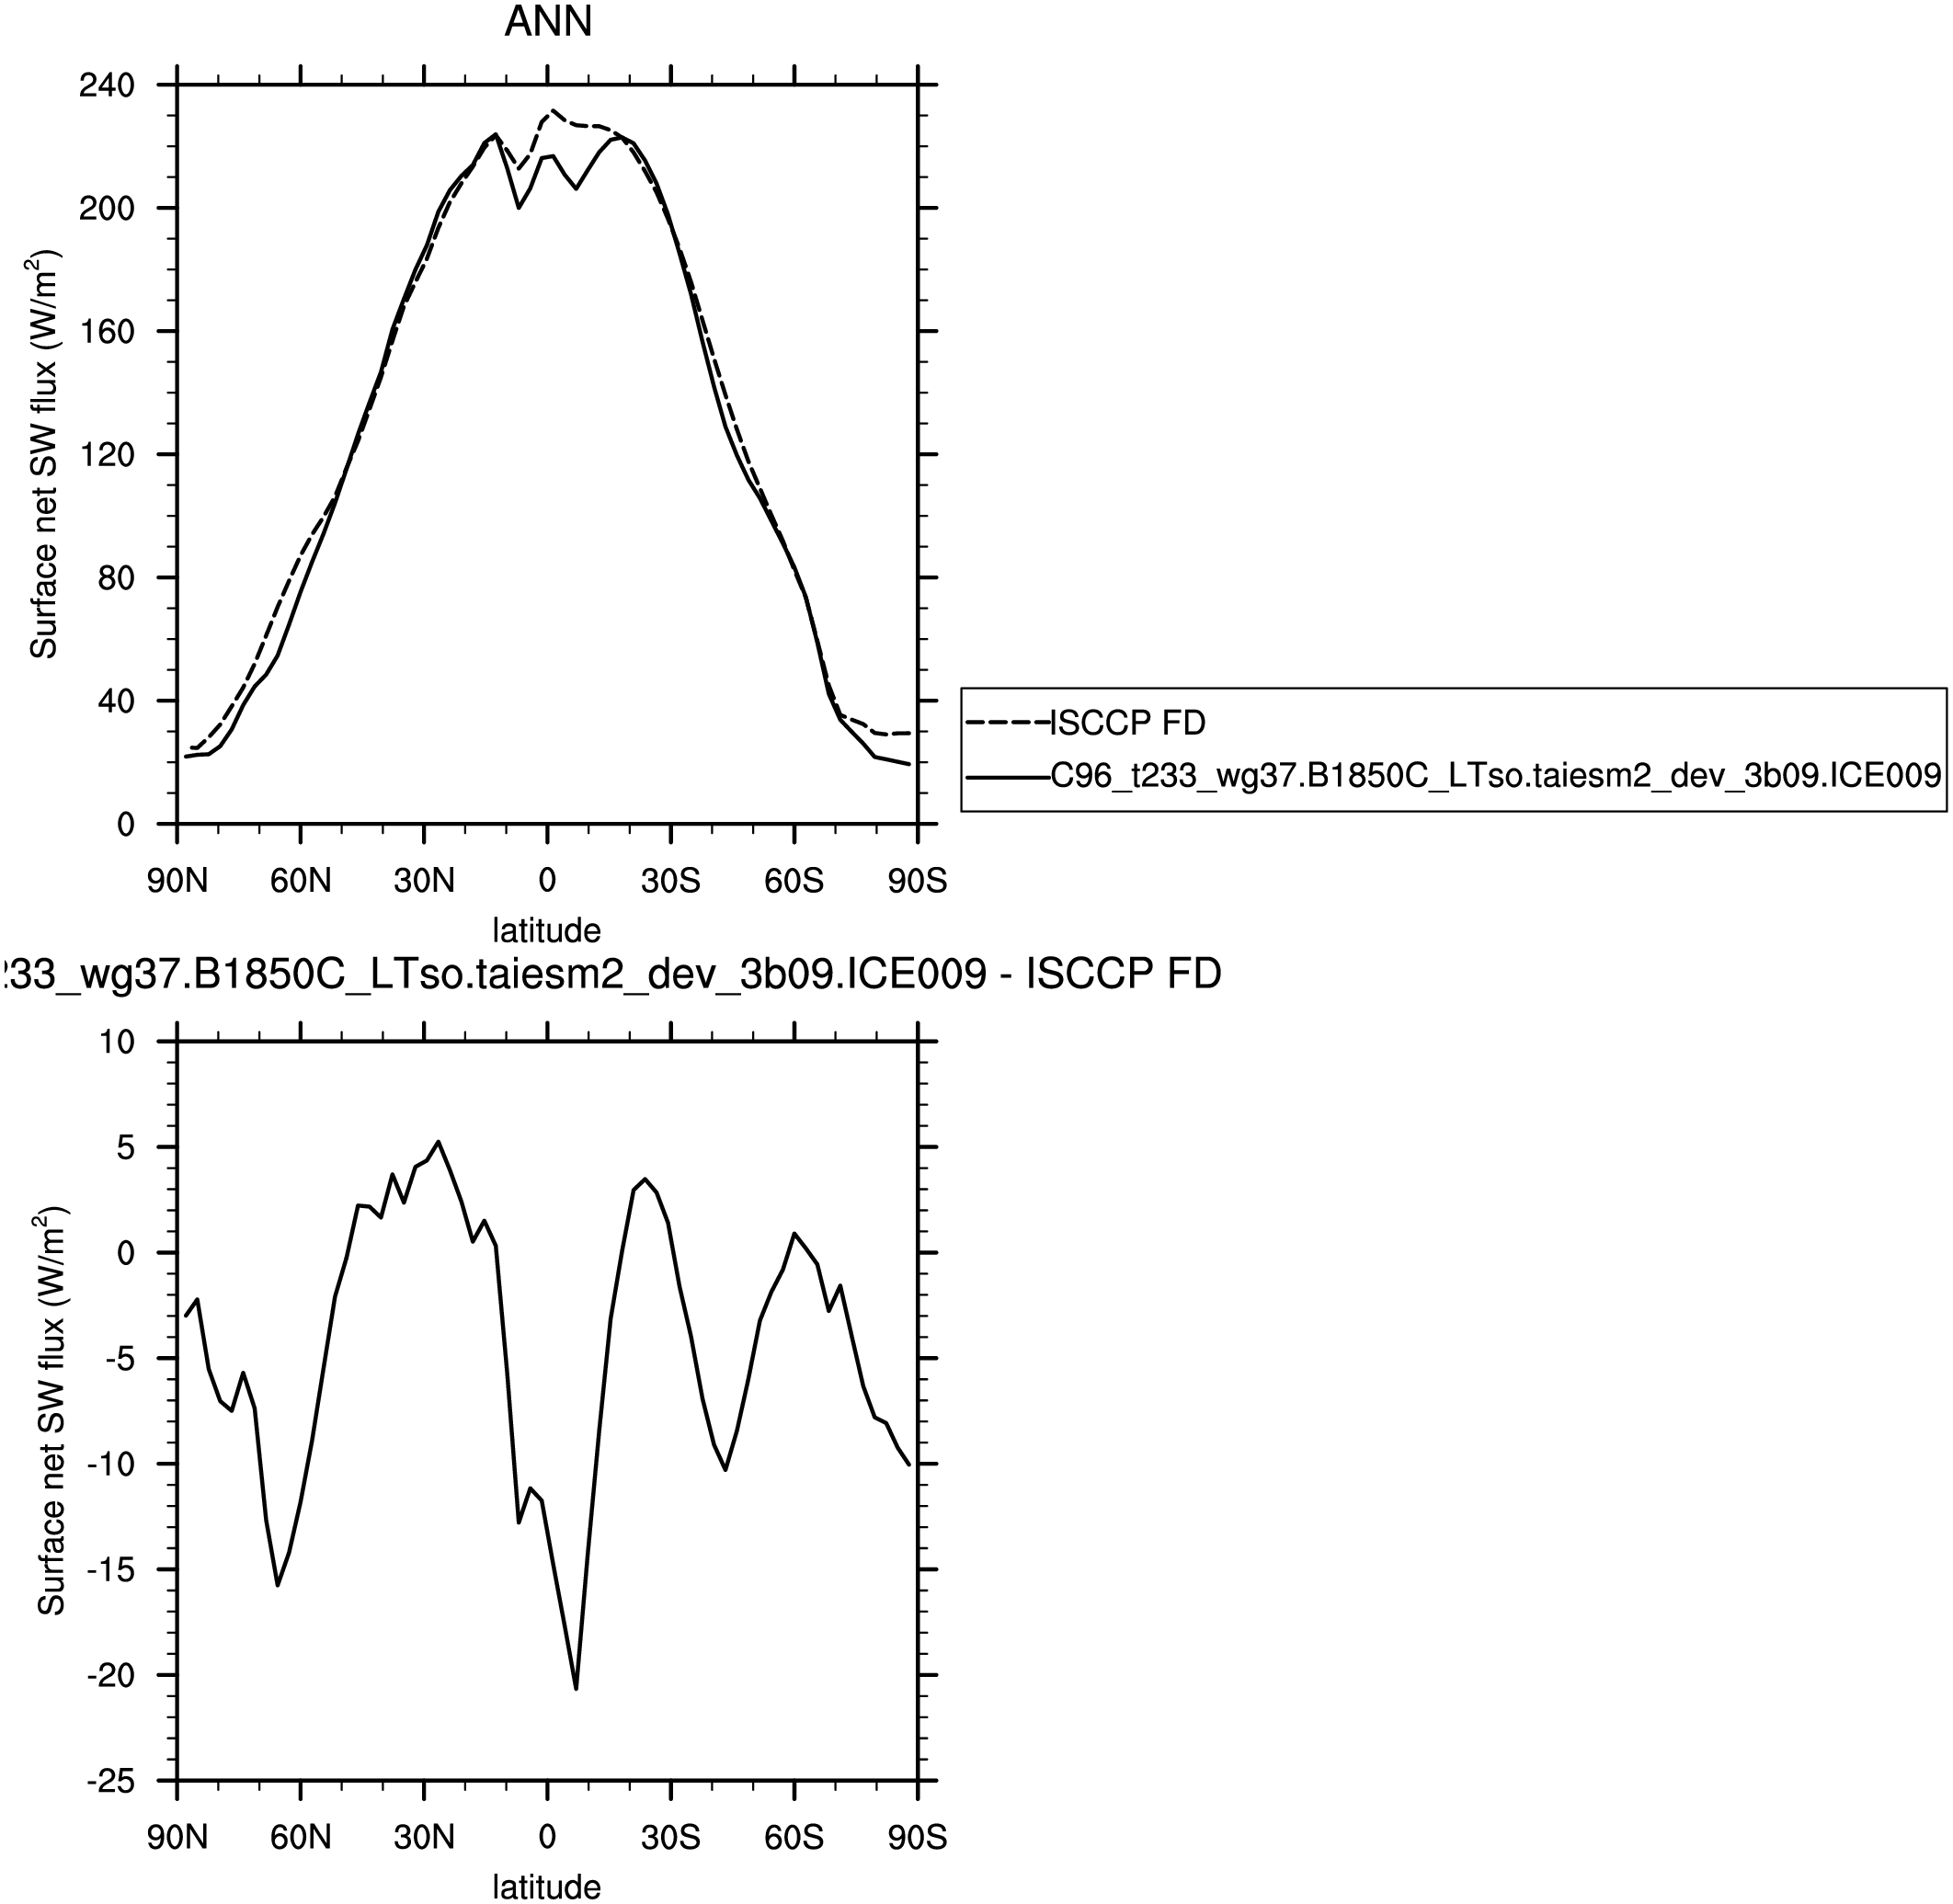 ANN
Surface net SW flux (W/m²)
240
200
160
120
80
40
0
90N 60N 30N 0 30S 60S 90S
latitude
ISCCP FD
C96_t233_wg37.B1850C_LTso.taiesm2_dev_3b09.ICE009
:33_wg37.B1850C_LTso.taiesm2_dev_3b09.ICE009 - ISCCP FD
Surface net SW flux (W/m²)
10
5
0
-5
-10
-15
-20
-25
90N 60N 30N 0 30S 60S 90S
latitude